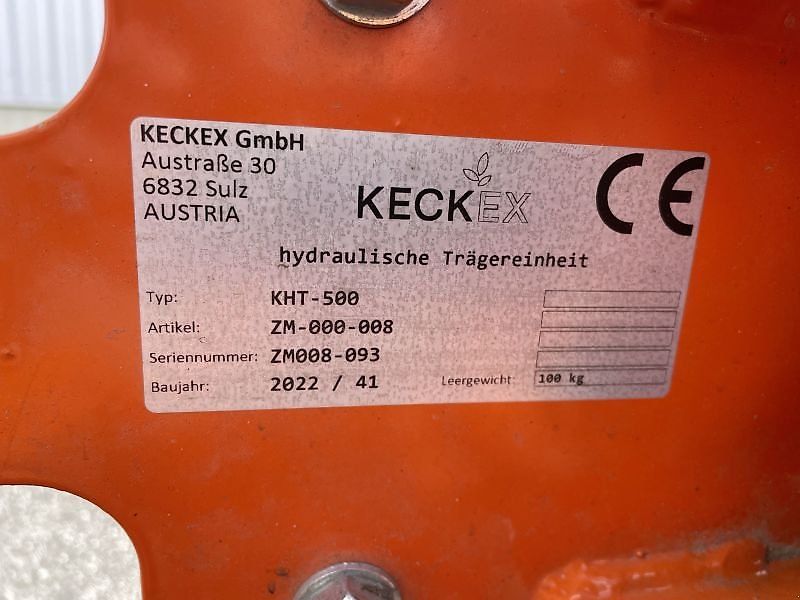 KECKEX GmbH
Austraße 30
6832 Sulz
AUSTRIA
KECKEX
CE
hydraulische Trägereinheit
Typ: KHT-500
Artikel: ZM-000-008
Seriennummer: ZM008-093
Baujahr: 2022 / 41
Leergewicht: 100 kg